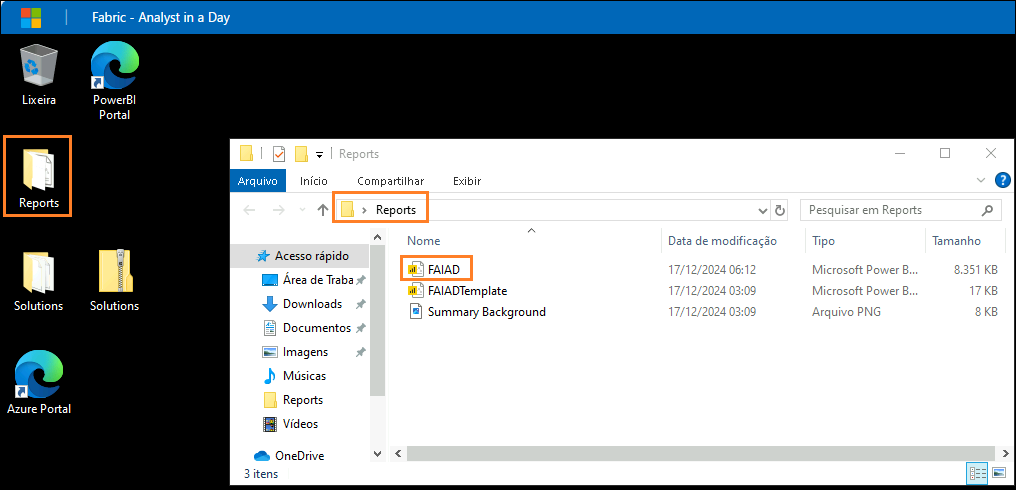 Fabric - Analyst in a Day
Lixeira
PowerBI
Portal
Reports
Solutions
Solutions
Azure Portal
Reports
Arquivo
Início
Compartilhar
Exibir
Reports
Pesquisar em Reports
Nome
Data de modificação
Tipo
Tamanho
Acesso rápido
Área de Traba
Downloads
Documentos
Imagens
Músicas
Reports
Vídeos
OneDrive
FAIAD 17/12/2024 06:12 Microsoft Power B... 8.351 KB
FAIADTemplate 17/12/2024 03:09 Microsoft Power B... 17 KB
Summary Background 17/12/2024 03:09 Arquivo PNG 8 KB
3 itens